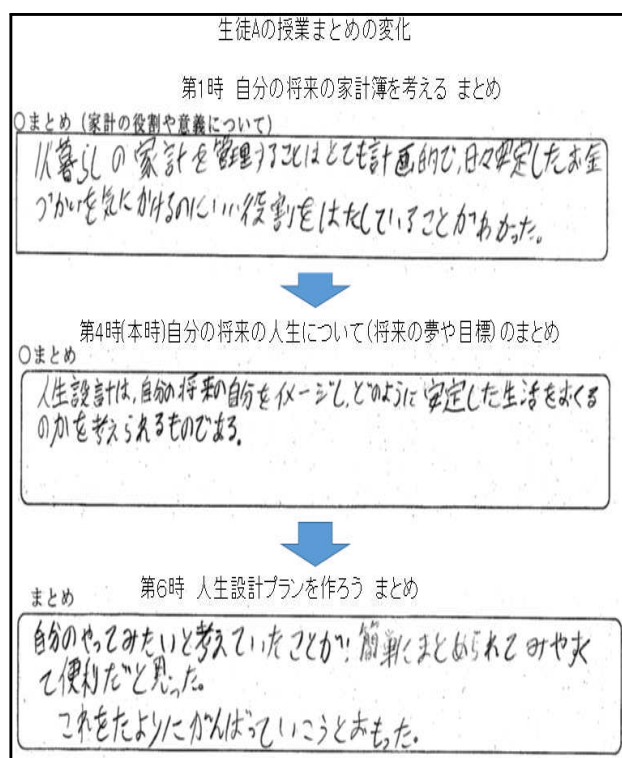 生徒Aの授業まとめの変化
第1時 自分の将来の家計簿を考える まとめ
○まとめ(家計の役割や意義について)
暮らしの家計を管理することはとても計画的で、日々安定したお金
づかいを気にかけるのにいい役割をはたしていることがわかった。
第4時(本時)自分の将来の人生について(将来の夢や目標)のまとめ
○まとめ
人生設計は、自分の将来の自分をイメージし、どのように安定した生活をおくる
のかを考えられるものである。
第6時 人生設計プランを作ろう まとめ
まとめ
自分のやってみたいと考えていたことが、簡単にまとめられてみやすく
て便利だと思った。
これをたよりにがんばっていこうとおもった。